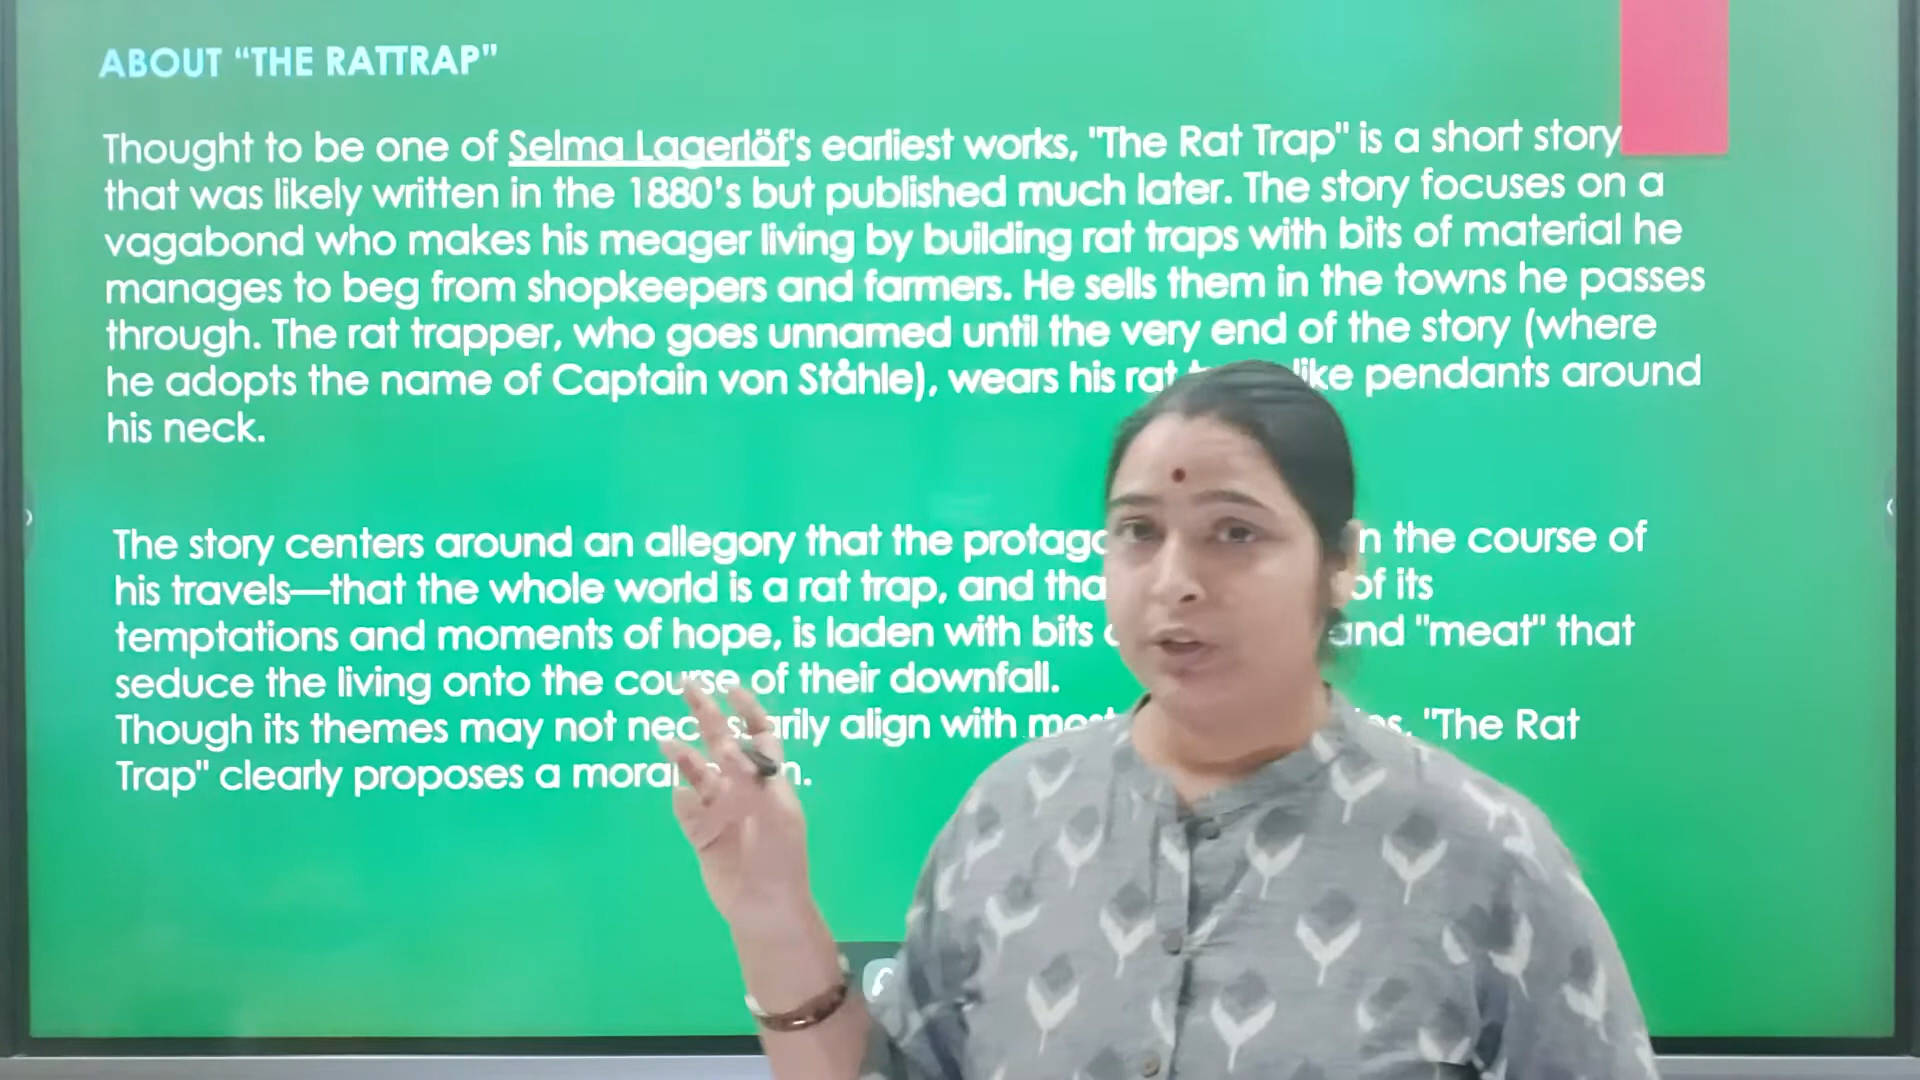 ABOUT “THE RATTRAP”
Thought to be one of Selma Lagerlöf's earliest works, "The Rat Trap" is a short story
that was likely written in the 1880’s but published much later. The story focuses on a
vagabond who makes his meager living by building rat traps with bits of material he
manages to beg from shopkeepers and farmers. He sells them in the towns he passes
through. The rat trapper, who goes unnamed until the very end of the story (where
he adopts the name of Captain von Ståhle), wears his rat like pendants around
his neck.
The story centers around an allegory that the in the course of
his travels—that the whole world is a rat trap, and of its
temptations and moments of hope, is laden with bits and "meat" that
seduce the living onto the course of their downfall.
Though its themes may not necessarily align with "The Rat
Trap" clearly proposes a moral